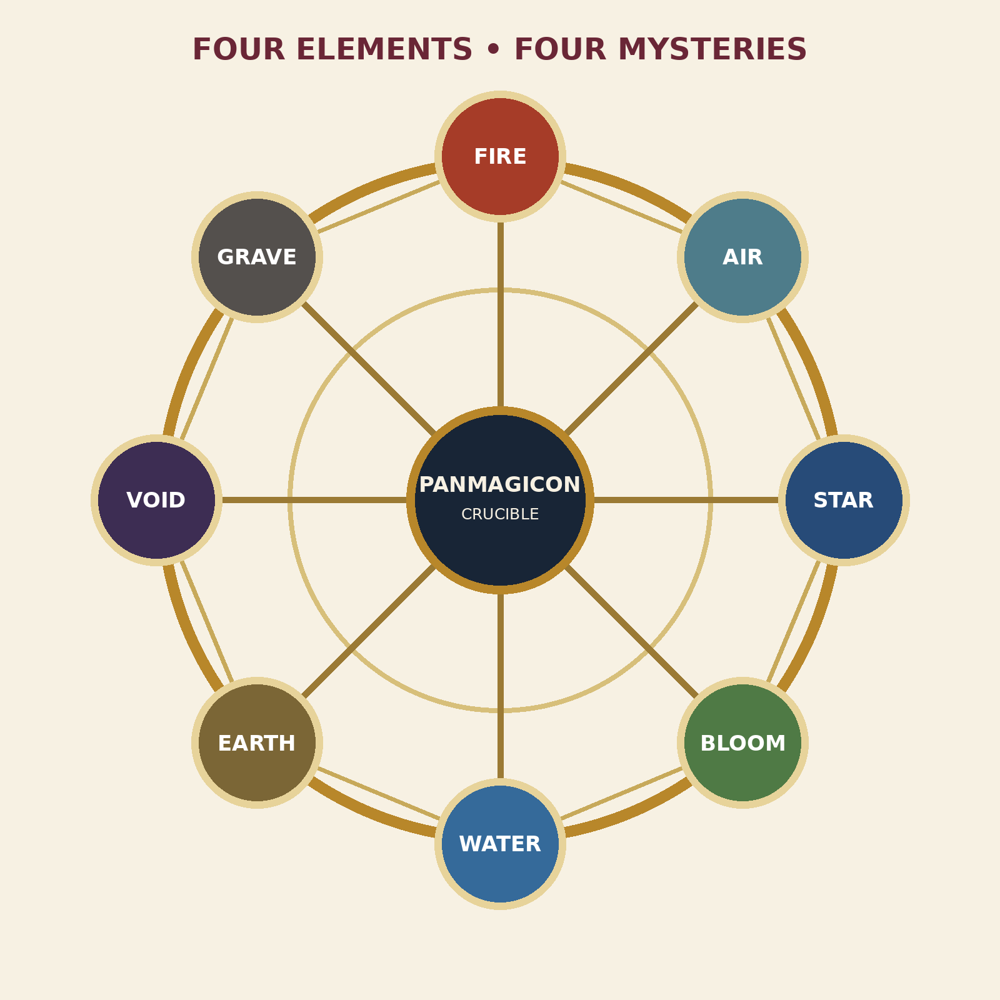 FOUR ELEMENTS • FOUR MYSTERIES
FIRE
GRAVE
AIR
PANMAGICON
CRUCIBLE
VOID
STAR
EARTH
BLOOM
WATER